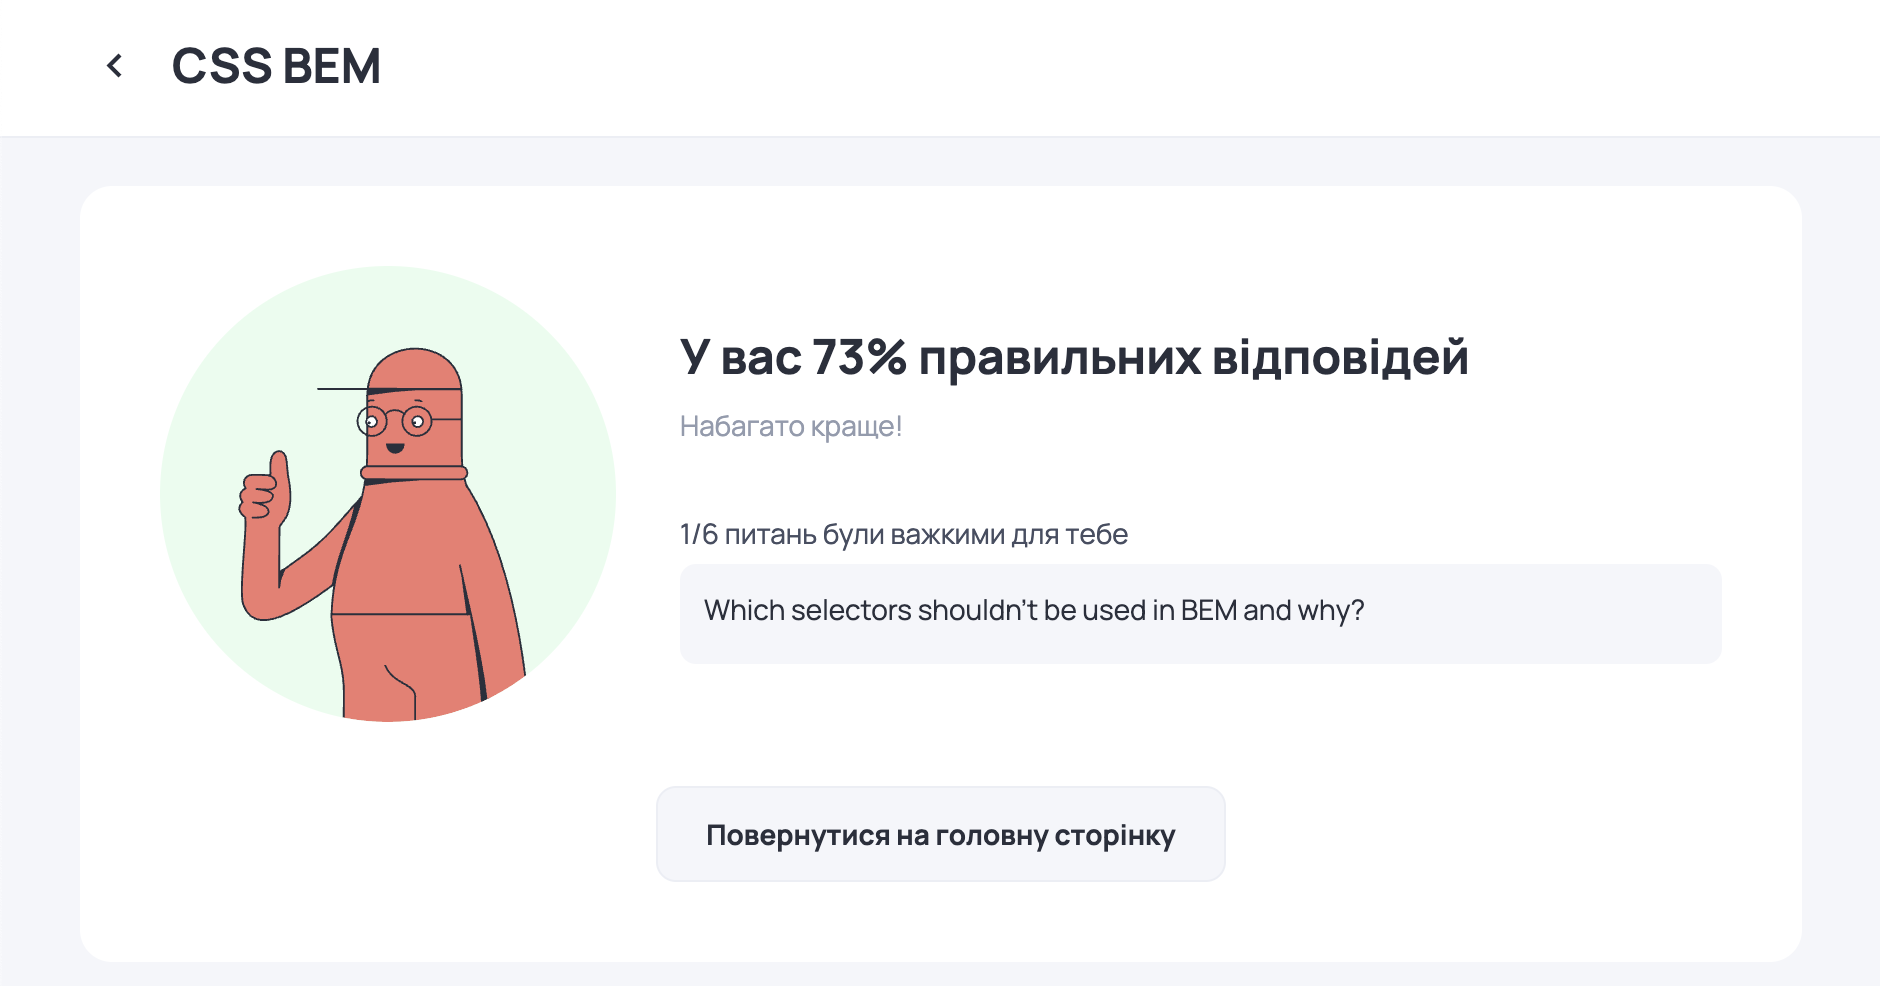 CSS BEM
У вас 73% правильних відповідей
Набагато краще!
1/6 питань були важкими для тебе
Which selectors shouldn’t be used in BEM and why?
Повернутися на головну сторінку